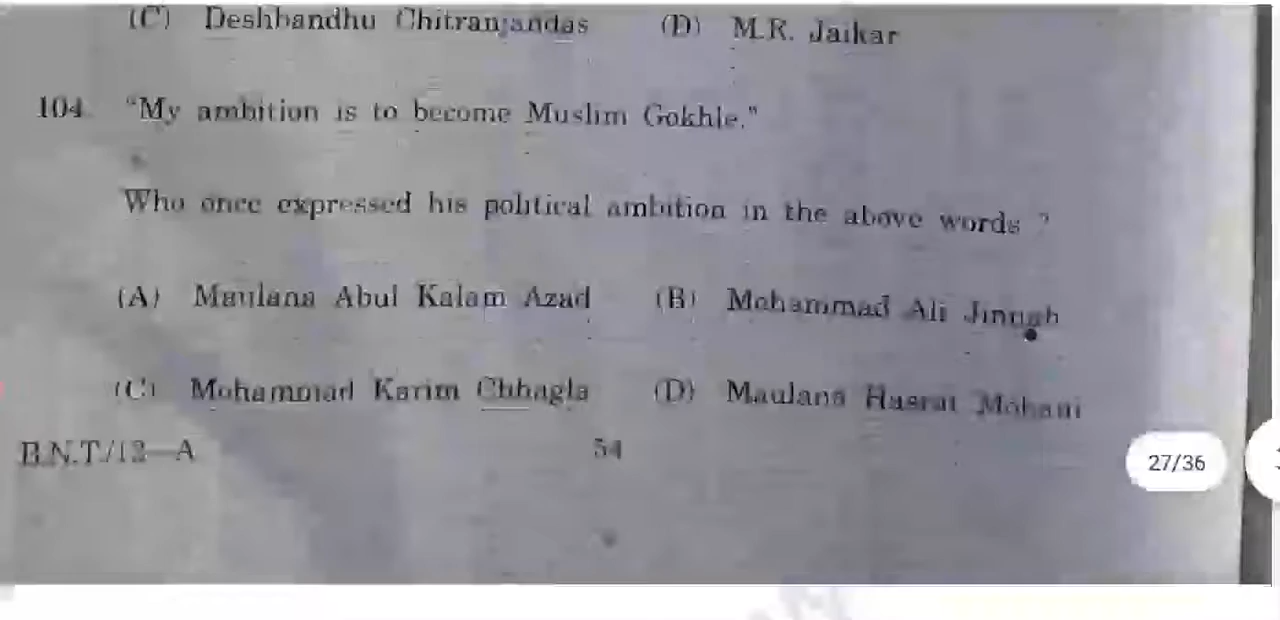 (C) Deshbandhu Chitranjandas (D) M.R. Jaikar
104. "My ambition is to become Muslim Gokhle."
Who once expressed his political ambition in the above words ?
(A) Maulana Abul Kalam Azad (B) Mohammad Ali Jinnah
(C) Mohammad Karim Chhagla (D) Maulana Hasrat Mohani
B.N.T./12—A 54
27/36